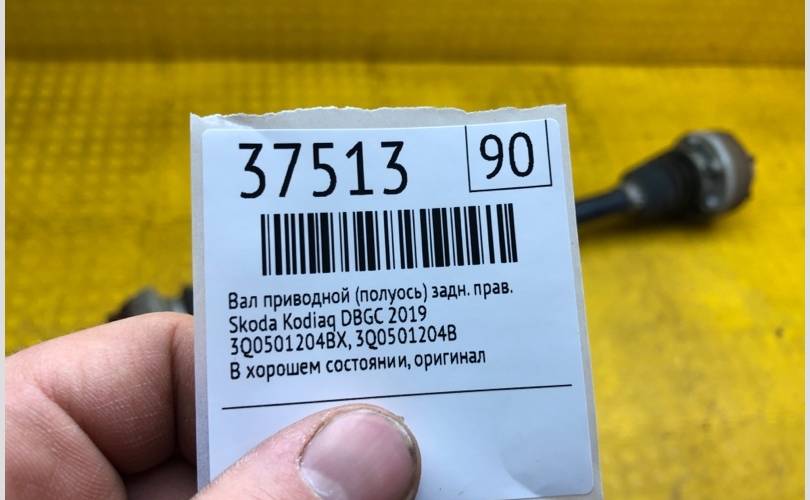 37513
90
Вал приводной (полуось) задн. прав.
Skoda Kodiaq DBGC 2019
3Q0501204BX, 3Q0501204B
В хорошем состоянии, оригинал